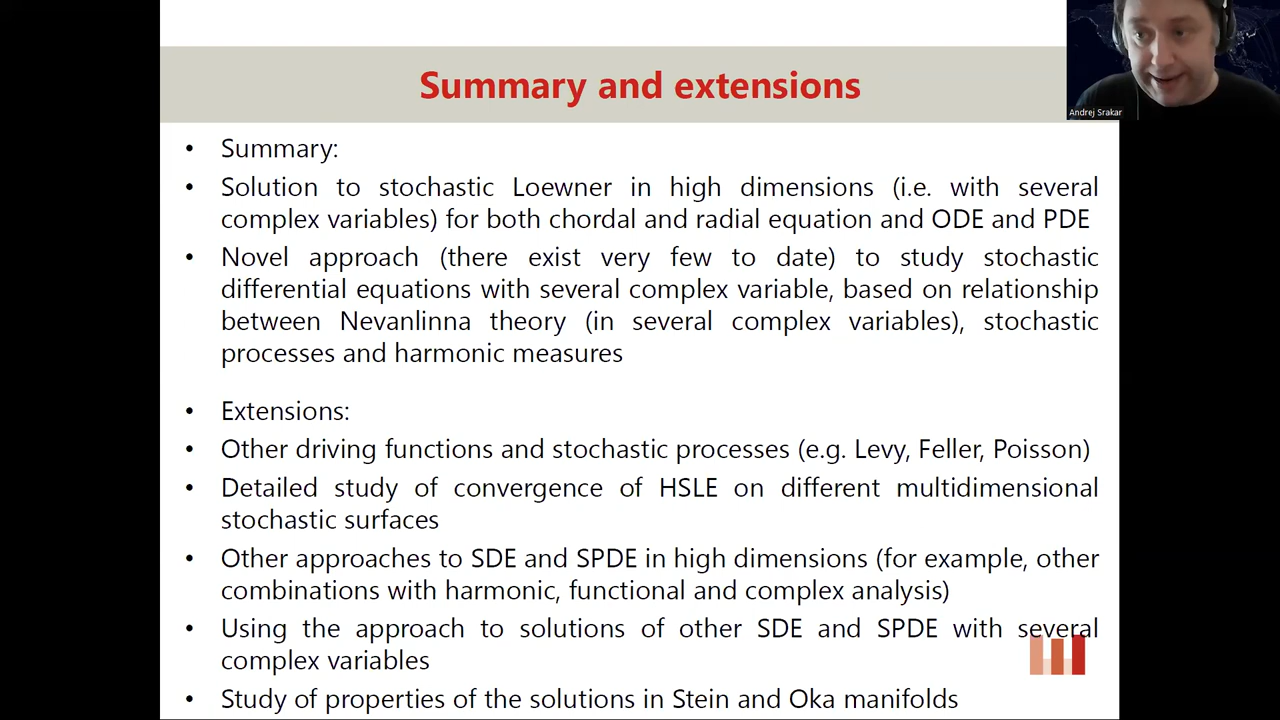 Summary and extensions
Andrej Srakar
• Summary:
• Solution to stochastic Loewner in high dimensions (i.e. with several
complex variables) for both chordal and radial equation and ODE and PDE
• Novel approach (there exist very few to date) to study stochastic
differential equations with several complex variable, based on relationship
between Nevanlinna theory (in several complex variables), stochastic
processes and harmonic measures
• Extensions:
• Other driving functions and stochastic processes (e.g. Levy, Feller, Poisson)
• Detailed study of convergence of HSLE on different multidimensional
stochastic surfaces
• Other approaches to SDE and SPDE in high dimensions (for example, other
combinations with harmonic, functional and complex analysis)
• Using the approach to solutions of other SDE and SPDE with several
complex variables
• Study of properties of the solutions in Stein and Oka manifolds